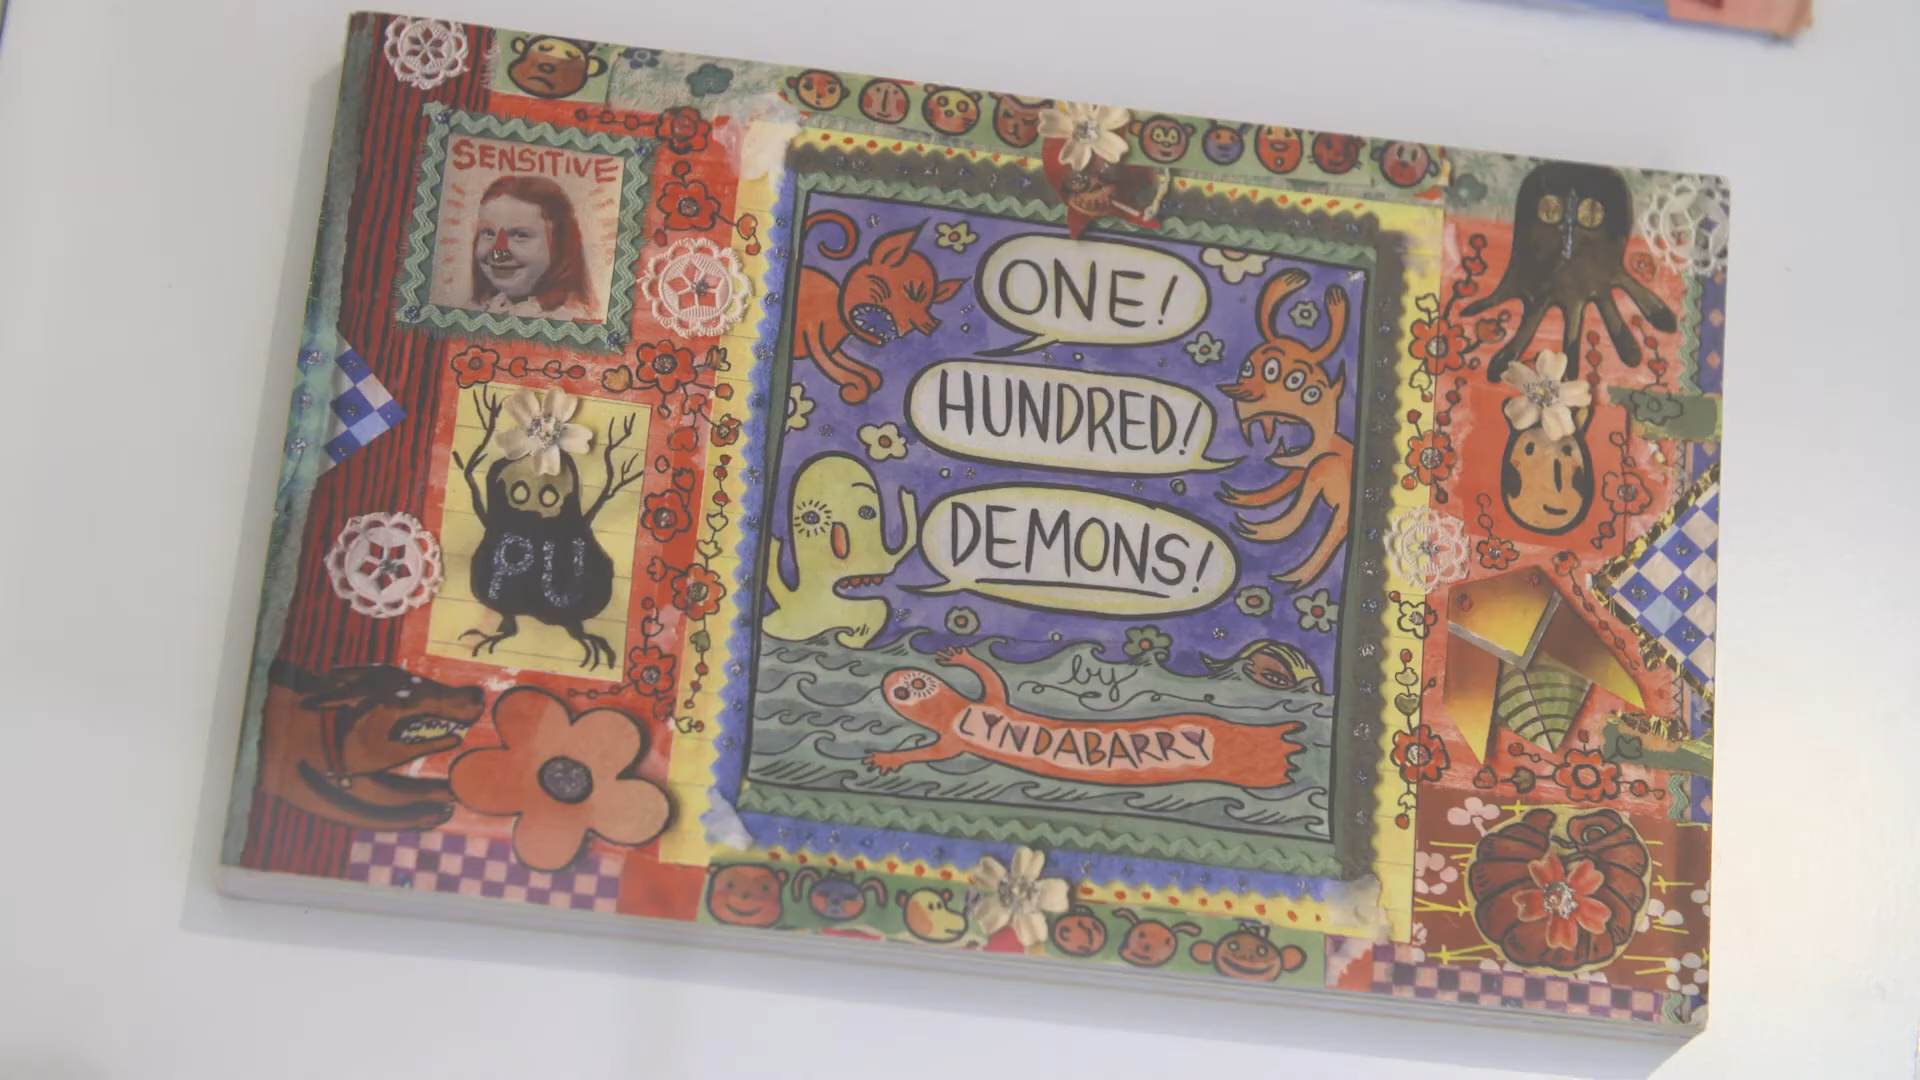 SENSITIVE
ONE!
HUNDRED!
PU
DEMONS!
by
LYNDABARRY